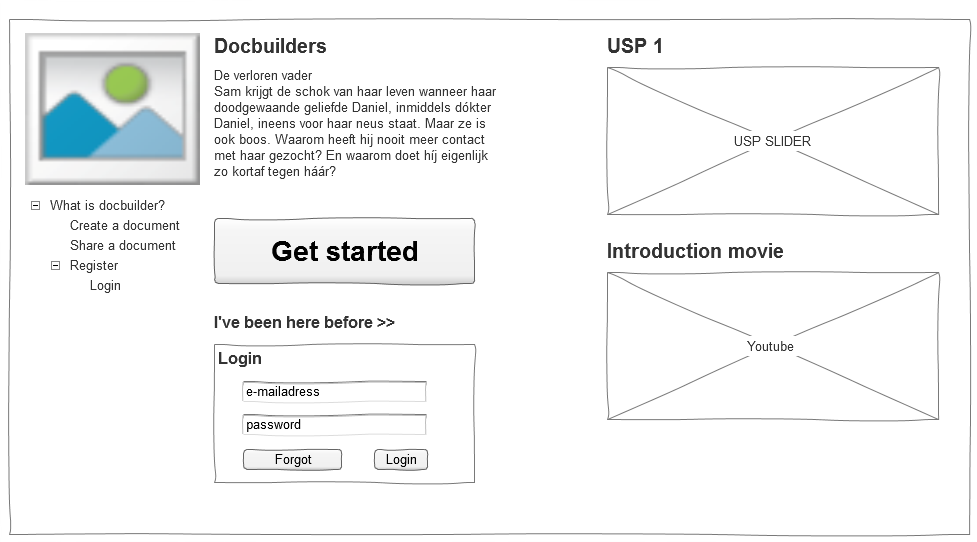 Docbuilders
De verloren vader
Sam krijgt de schok van haar leven wanneer haar
doodgewaande geliefde Daniel, inmiddels dókter
Daniel, ineens voor haar neus staat. Maar ze is
ook boos. Waarom heeft hij nooit meer contact
met haar gezocht? En waarom doet híj eigenlijk
zo kortaf tegen háár?
What is docbuilder?
Create a document
Share a document
Register
Login
Get started
I've been here before >>
Login
e-mailadress
password
Forgot
Login
USP 1
USP SLIDER
Introduction movie
Youtube